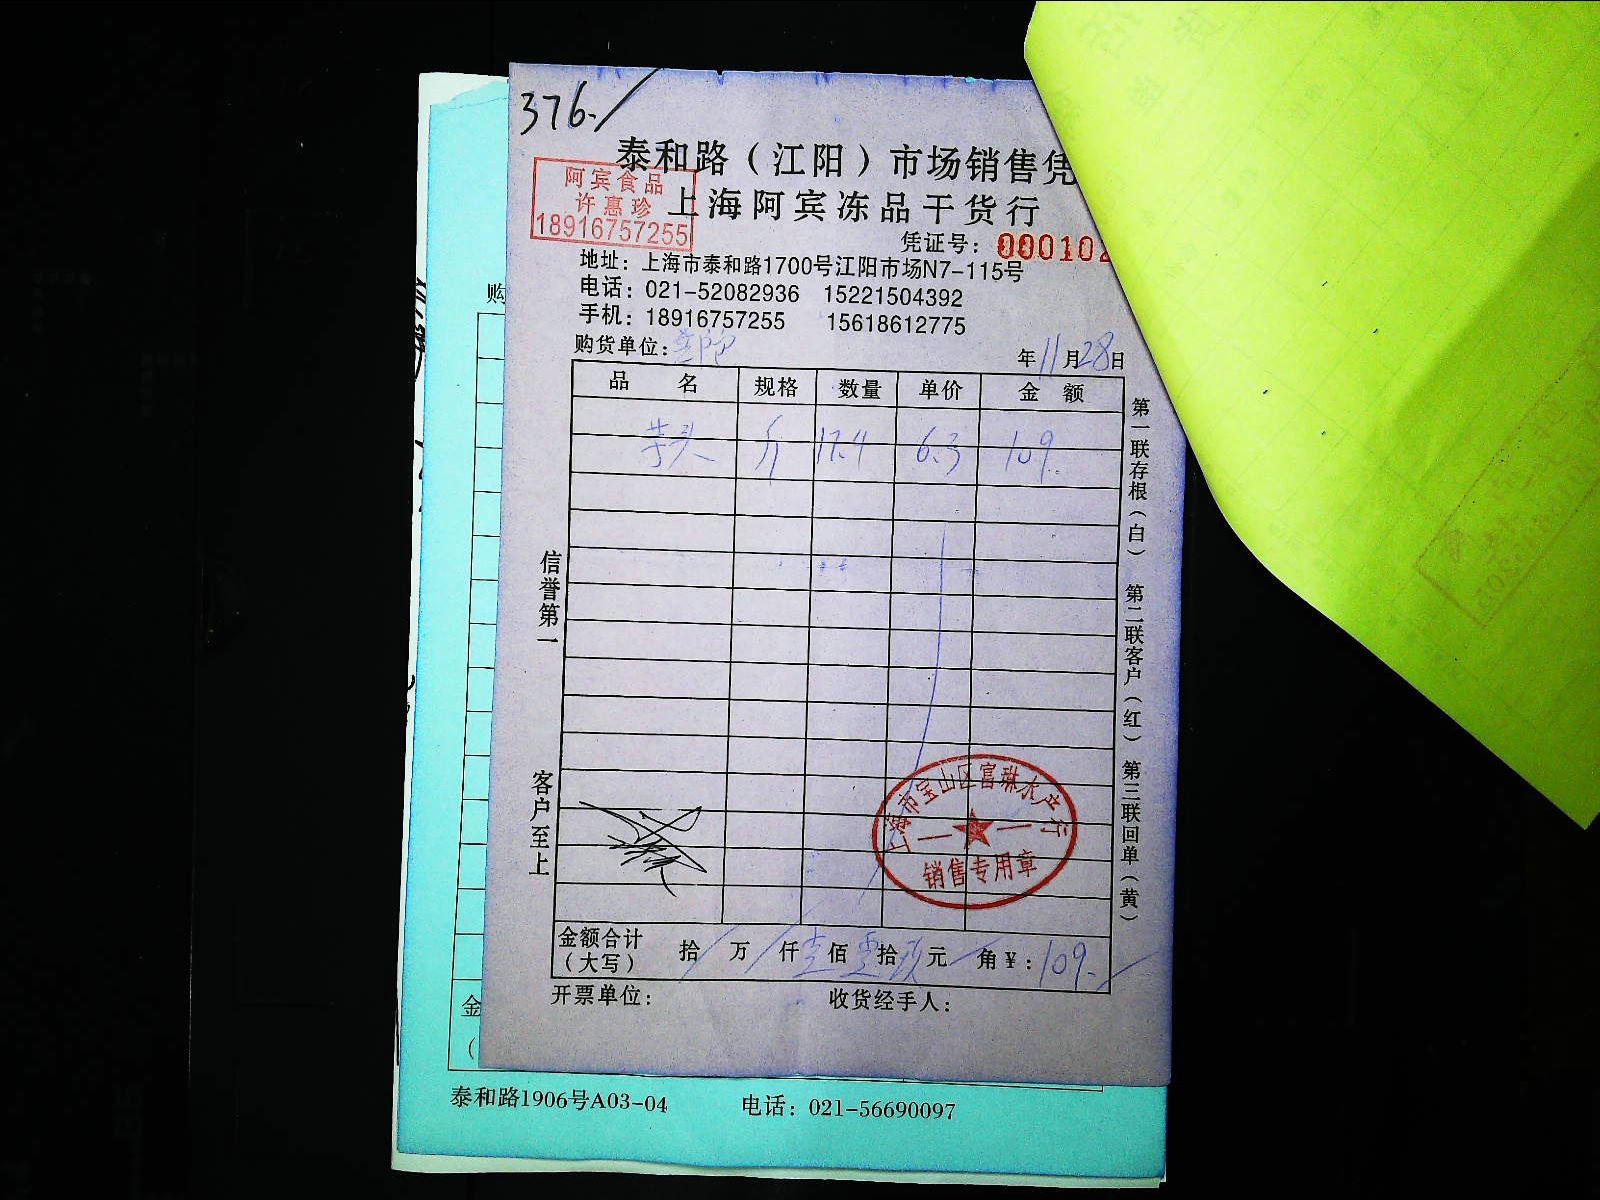 376.
泰和路（江阳）市场销售凭
阿宾食品
许惠珍
18916757255
上海阿宾冻品干货行
凭证号：000102
地址：上海市泰和路1700号江阳市场N7-115号
电话：021-52082936 15221504392
手机：18916757255 15618612775
购货单位：
年11月28日
品名 规格 数量 单价 金额
芋头 斤 17.4 6.3 109.
信誉第一
客户至上
第一联存根（白） 第二联客户（红） 第三联回单（黄）
上海市宝山区富琳水产行
销售专用章
金额合计（大写） 拾 万 仟 壹 佰 零 拾 玖 元 角 ¥：109.
开票单位： 收货经手人：
购
金
（
泰和路1906号A03-04 电话：021-56690097